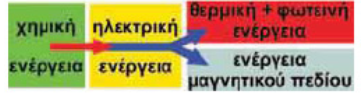 χημική
ενέργεια
ηλεκτρική
ενέργεια
θερμική + φωτεινή
ενέργεια
ενέργεια
μαγνητικού πεδίου